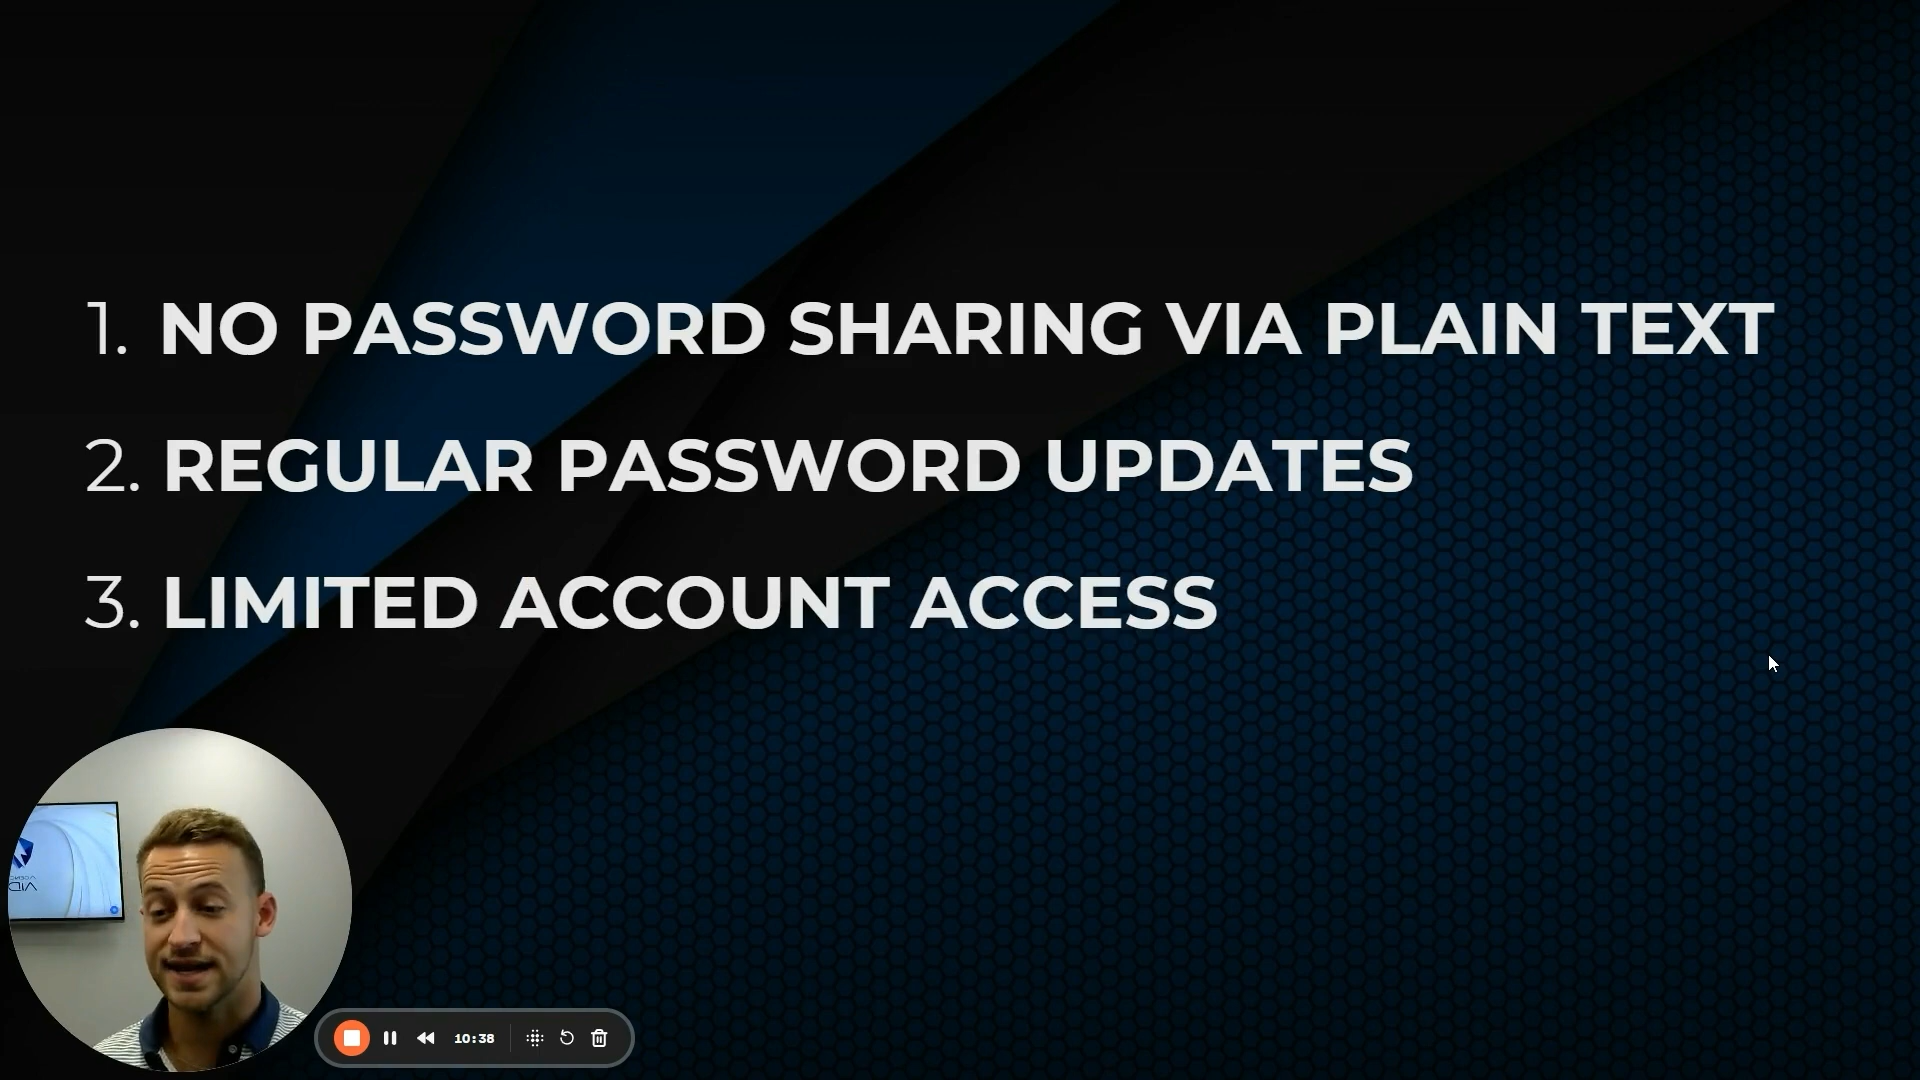 1. NO PASSWORD SHARING VIA PLAIN TEXT
2. REGULAR PASSWORD UPDATES
3. LIMITED ACCOUNT ACCESS
10:38